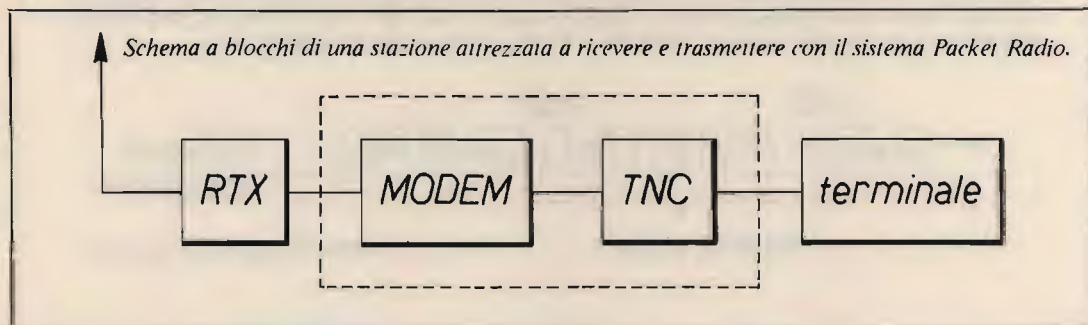 Schema a blocchi di una stazione attrezzata a ricevere e trasmettere con il sistema Packet Radio.
RTX
MODEM
TNC
terminale